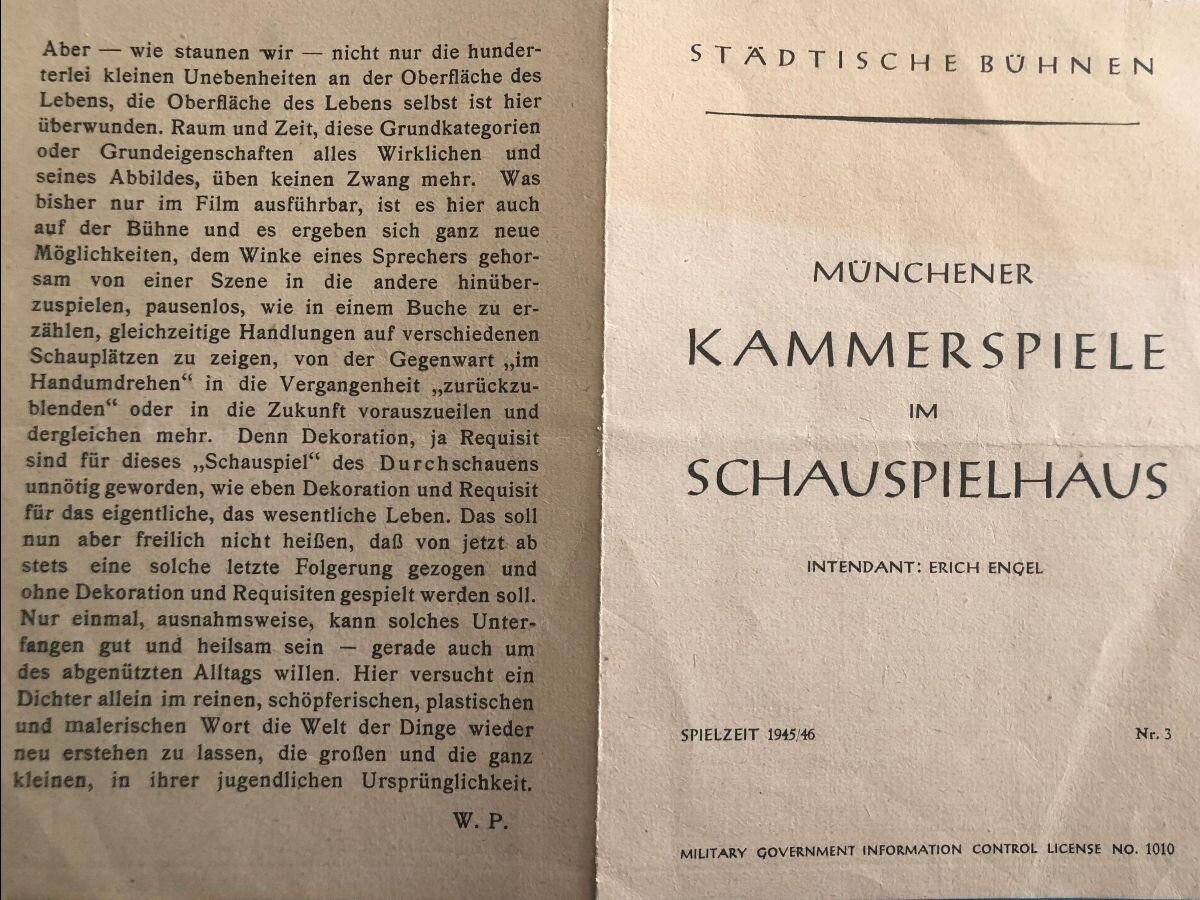 Aber — wie staunen wir — nicht nur die hunder-
terlei kleinen Unebenheiten an der Oberfläche des
Lebens, die Oberfläche des Lebens selbst ist hier
überwunden. Raum und Zeit, diese Grundkategorien
oder Grundeigenschaften alles Wirklichen und
seines Abbildes, üben keinen Zwang mehr. Was
bisher nur im Film ausführbar, ist es hier auch
auf der Bühne und es ergeben sich ganz neue
Möglichkeiten, dem Winke eines Sprechers gehor-
sam von einer Szene in die andere hinüber-
zuspielen, pausenlos, wie in einem Buche zu er-
zählen, gleichzeitige Handlungen auf verschiedenen
Schauplätzen zu zeigen, von der Gegenwart „im
Handumdrehen“ in die Vergangenheit „zurückzu-
blenden“ oder in die Zukunft vorauszueilen und
dergleichen mehr. Denn Dekoration, ja Requisit
sind für dieses „Schauspiel“ des Durchschauens
unnötig geworden, wie eben Dekoration und Requisit
für das eigentliche, das wesentliche Leben. Das soll
nun aber freilich nicht heißen, daß von jetzt ab
stets eine solche letzte Folgerung gezogen und
ohne Dekoration und Requisiten gespielt werden soll.
Nur einmal, ausnahmsweise, kann solches Unter-
fangen gut und heilsam sein — gerade auch um
des abgenützten Alltags willen. Hier versucht ein
Dichter allein im reinen, schöpferischen, plastischen
und malerischen Wort die Welt der Dinge wieder
neu erstehen zu lassen, die großen und die ganz
kleinen, in ihrer jugendlichen Ursprünglichkeit.
W. P.
STÄDTISCHE BÜHNEN
MÜNCHENER
KAMMERSPIELE
IM
SCHAUSPIELHAUS
INTENDANT: ERICH ENGEL
SPIELZEIT 1945/46 Nr. 3
MILITARY GOVERNMENT INFORMATION CONTROL LICENSE NO. 1010